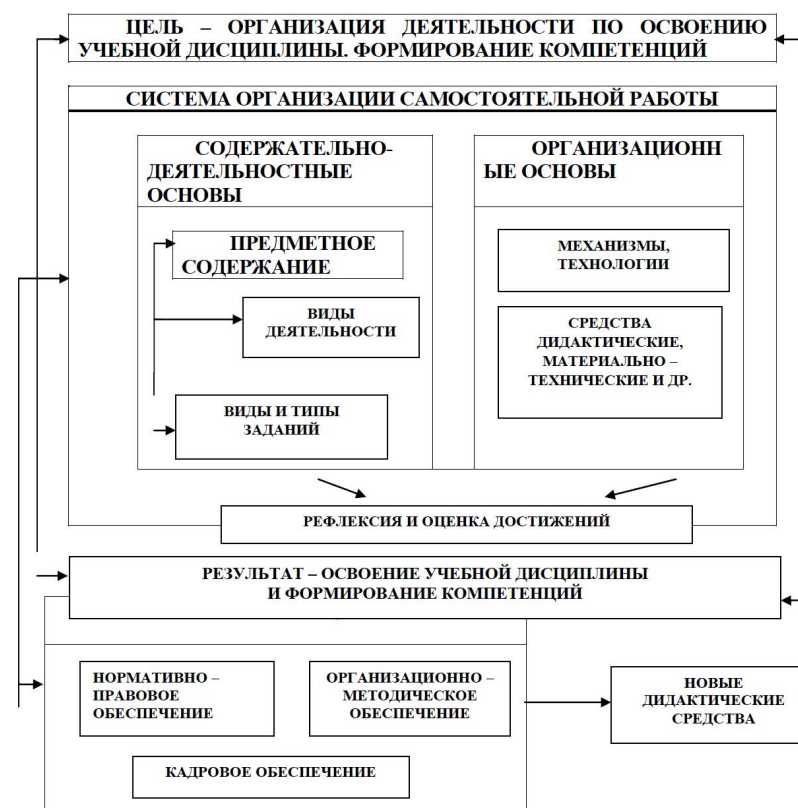 ЦЕЛЬ – ОРГАНИЗАЦИЯ ДЕЯТЕЛЬНОСТИ ПО ОСВОЕНИЮ
УЧЕБНОЙ ДИСЦИПЛИНЫ. ФОРМИРОВАНИЕ КОМПЕТЕНЦИЙ
СИСТЕМА ОРГАНИЗАЦИИ САМОСТОЯТЕЛЬНОЙ РАБОТЫ
СОДЕРЖАТЕЛЬНО-
ДЕЯТЕЛЬНОСТНЫЕ
ОСНОВЫ
ОРГАНИЗАЦИОНН
ЫЕ ОСНОВЫ
ПРЕДМЕТНОЕ
СОДЕРЖАНИЕ
ВИДЫ
ДЕЯТЕЛЬНОСТИ
ВИДЫ И ТИПЫ
ЗАДАНИЙ
МЕХАНИЗМЫ,
ТЕХНОЛОГИИ
СРЕДСТВА
ДИДАКТИЧЕСКИЕ,
МАТЕРИАЛЬНО –
ТЕХНИЧЕСКИЕ И ДР.
РЕФЛЕКСИЯ И ОЦЕНКА ДОСТИЖЕНИЙ
РЕЗУЛЬТАТ – ОСВОЕНИЕ УЧЕБНОЙ ДИСЦИПЛИНЫ
И ФОРМИРОВАНИЕ КОМПЕТЕНЦИЙ
НОРМАТИВНО –
ПРАВОВОЕ
ОБЕСПЕЧЕНИЕ
ОРГАНИЗАЦИОННО –
МЕТОДИЧЕСКОЕ
ОБЕСПЕЧЕНИЕ
КАДРОВОЕ ОБЕСПЕЧЕНИЕ
НОВЫЕ
ДИДАКТИЧЕСКИЕ
СРЕДСТВА